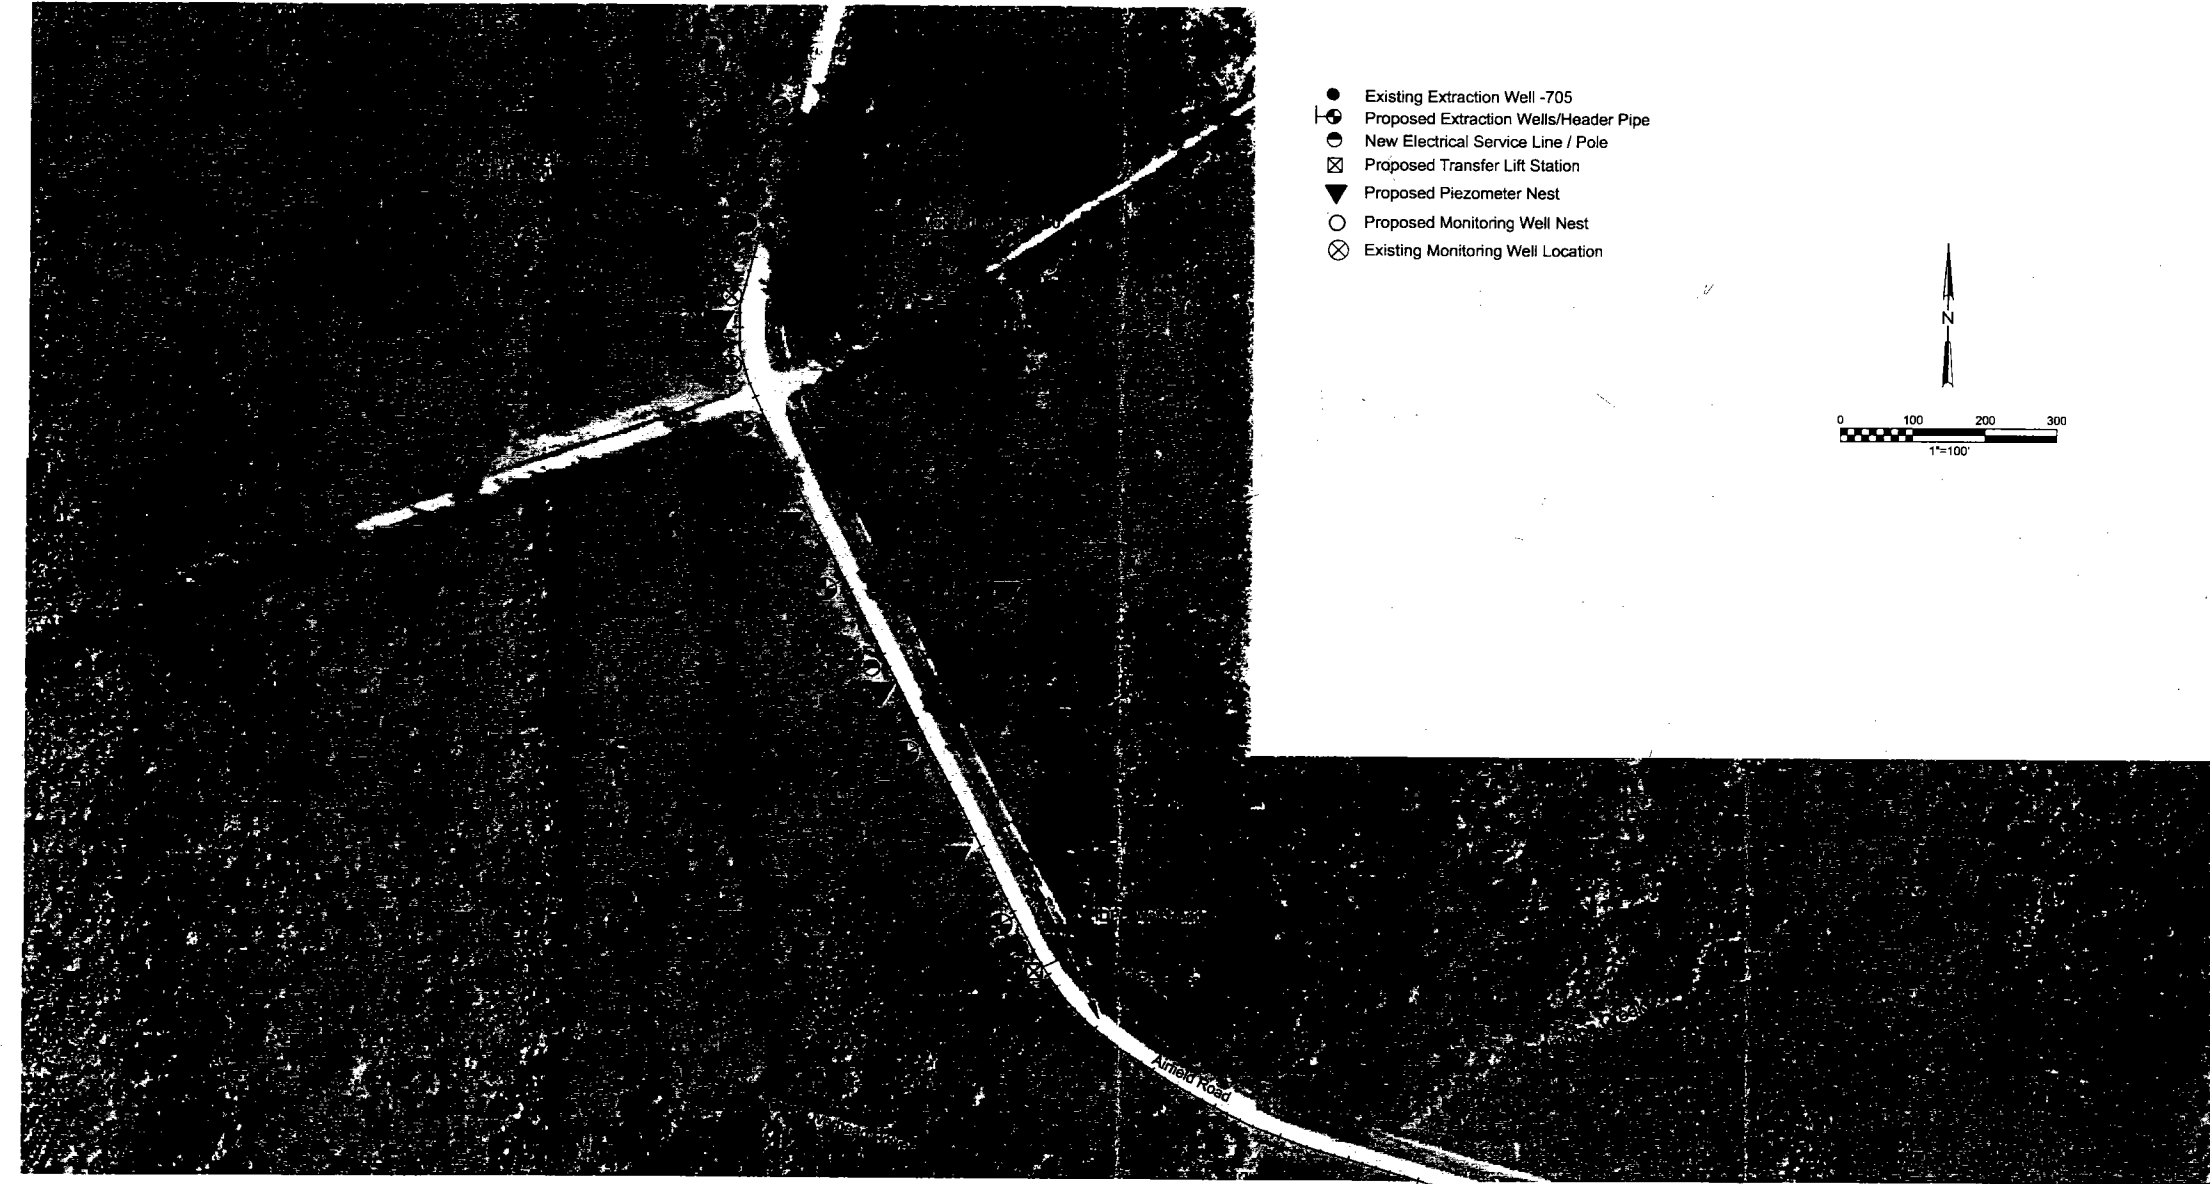 Existing Extraction Well -705
Proposed Extraction Wells/Header Pipe
New Electrical Service Line / Pole
Proposed Transfer Lift Station
Proposed Piezometer Nest
Proposed Monitoring Well Nest
Existing Monitoring Well Location
N
0 100 200 300
1"=100'
Airfield Road